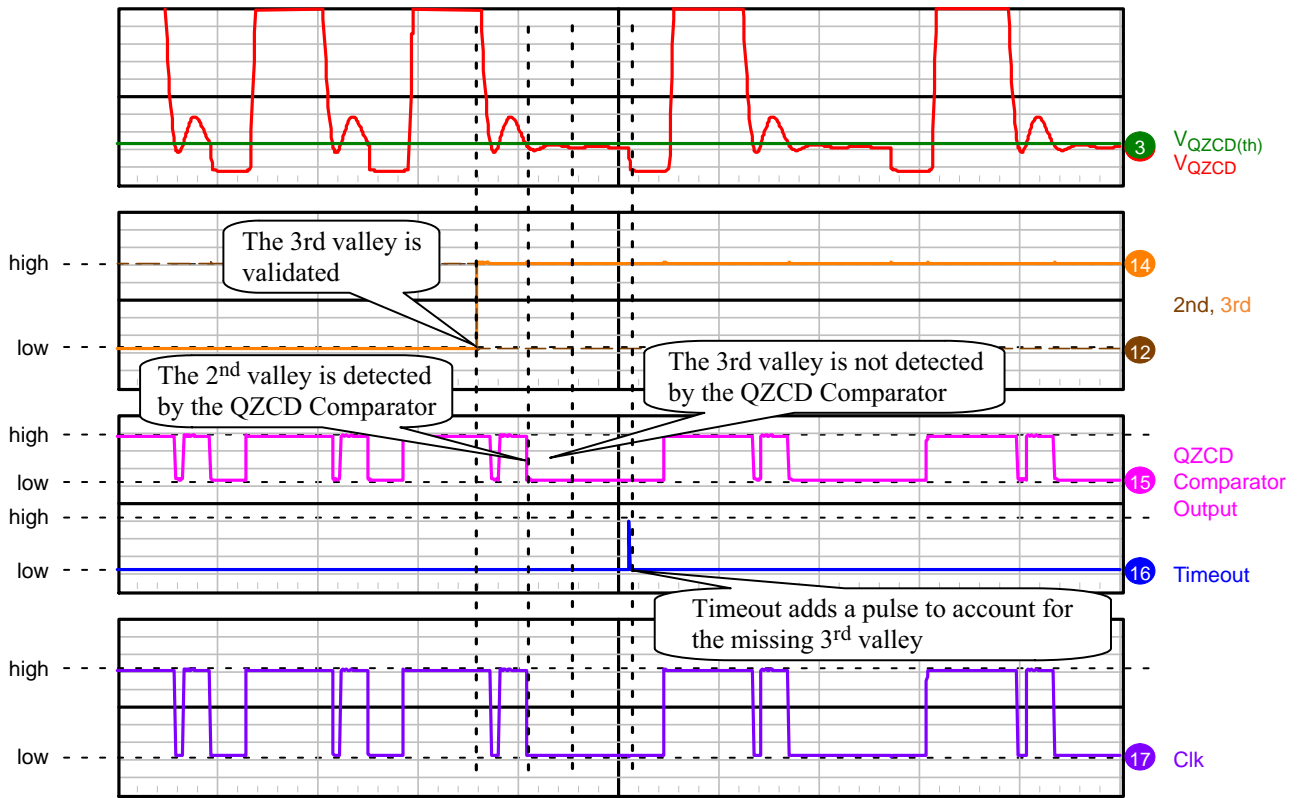 3
V_QZCD(th)
V_QZCD
The 3rd valley is
validated
high
14
2nd, 3rd
low
12
The 2nd valley is detected
by the QZCD Comparator
The 3rd valley is not detected
by the QZCD Comparator
high
low
15
QZCD
Comparator
Output
high
low
16
Timeout
Timeout adds a pulse to account for
the missing 3rd valley
high
low
17
Clk